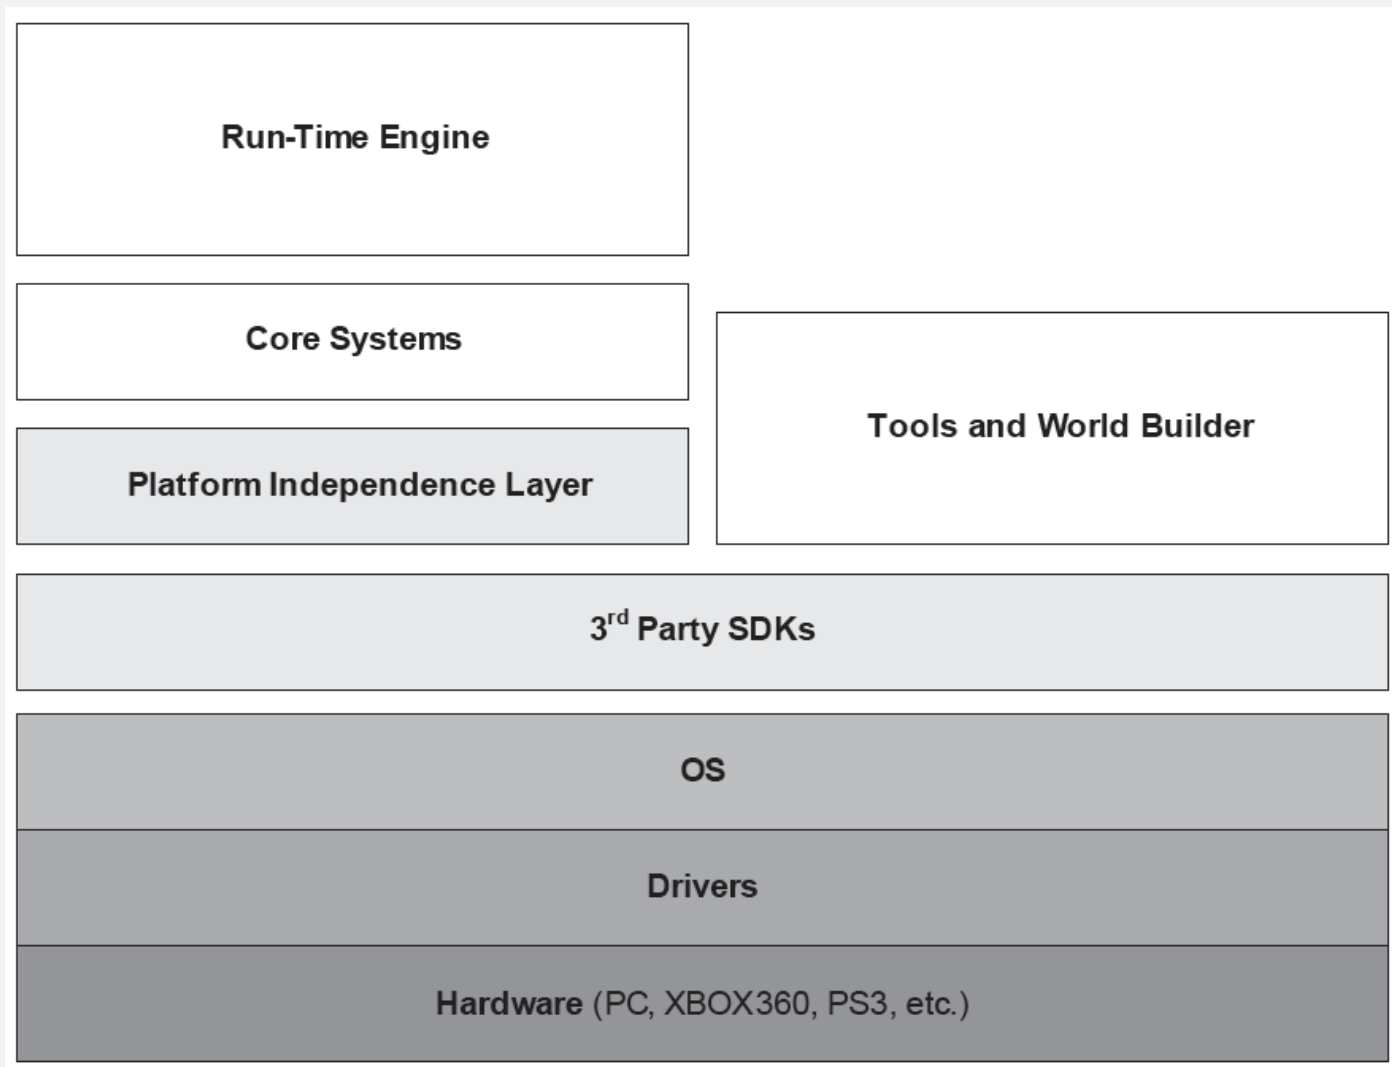 Run-Time Engine
Core Systems
Tools and World Builder
Platform Independence Layer
3rd Party SDKs
OS
Drivers
Hardware (PC, XBOX360, PS3, etc.)